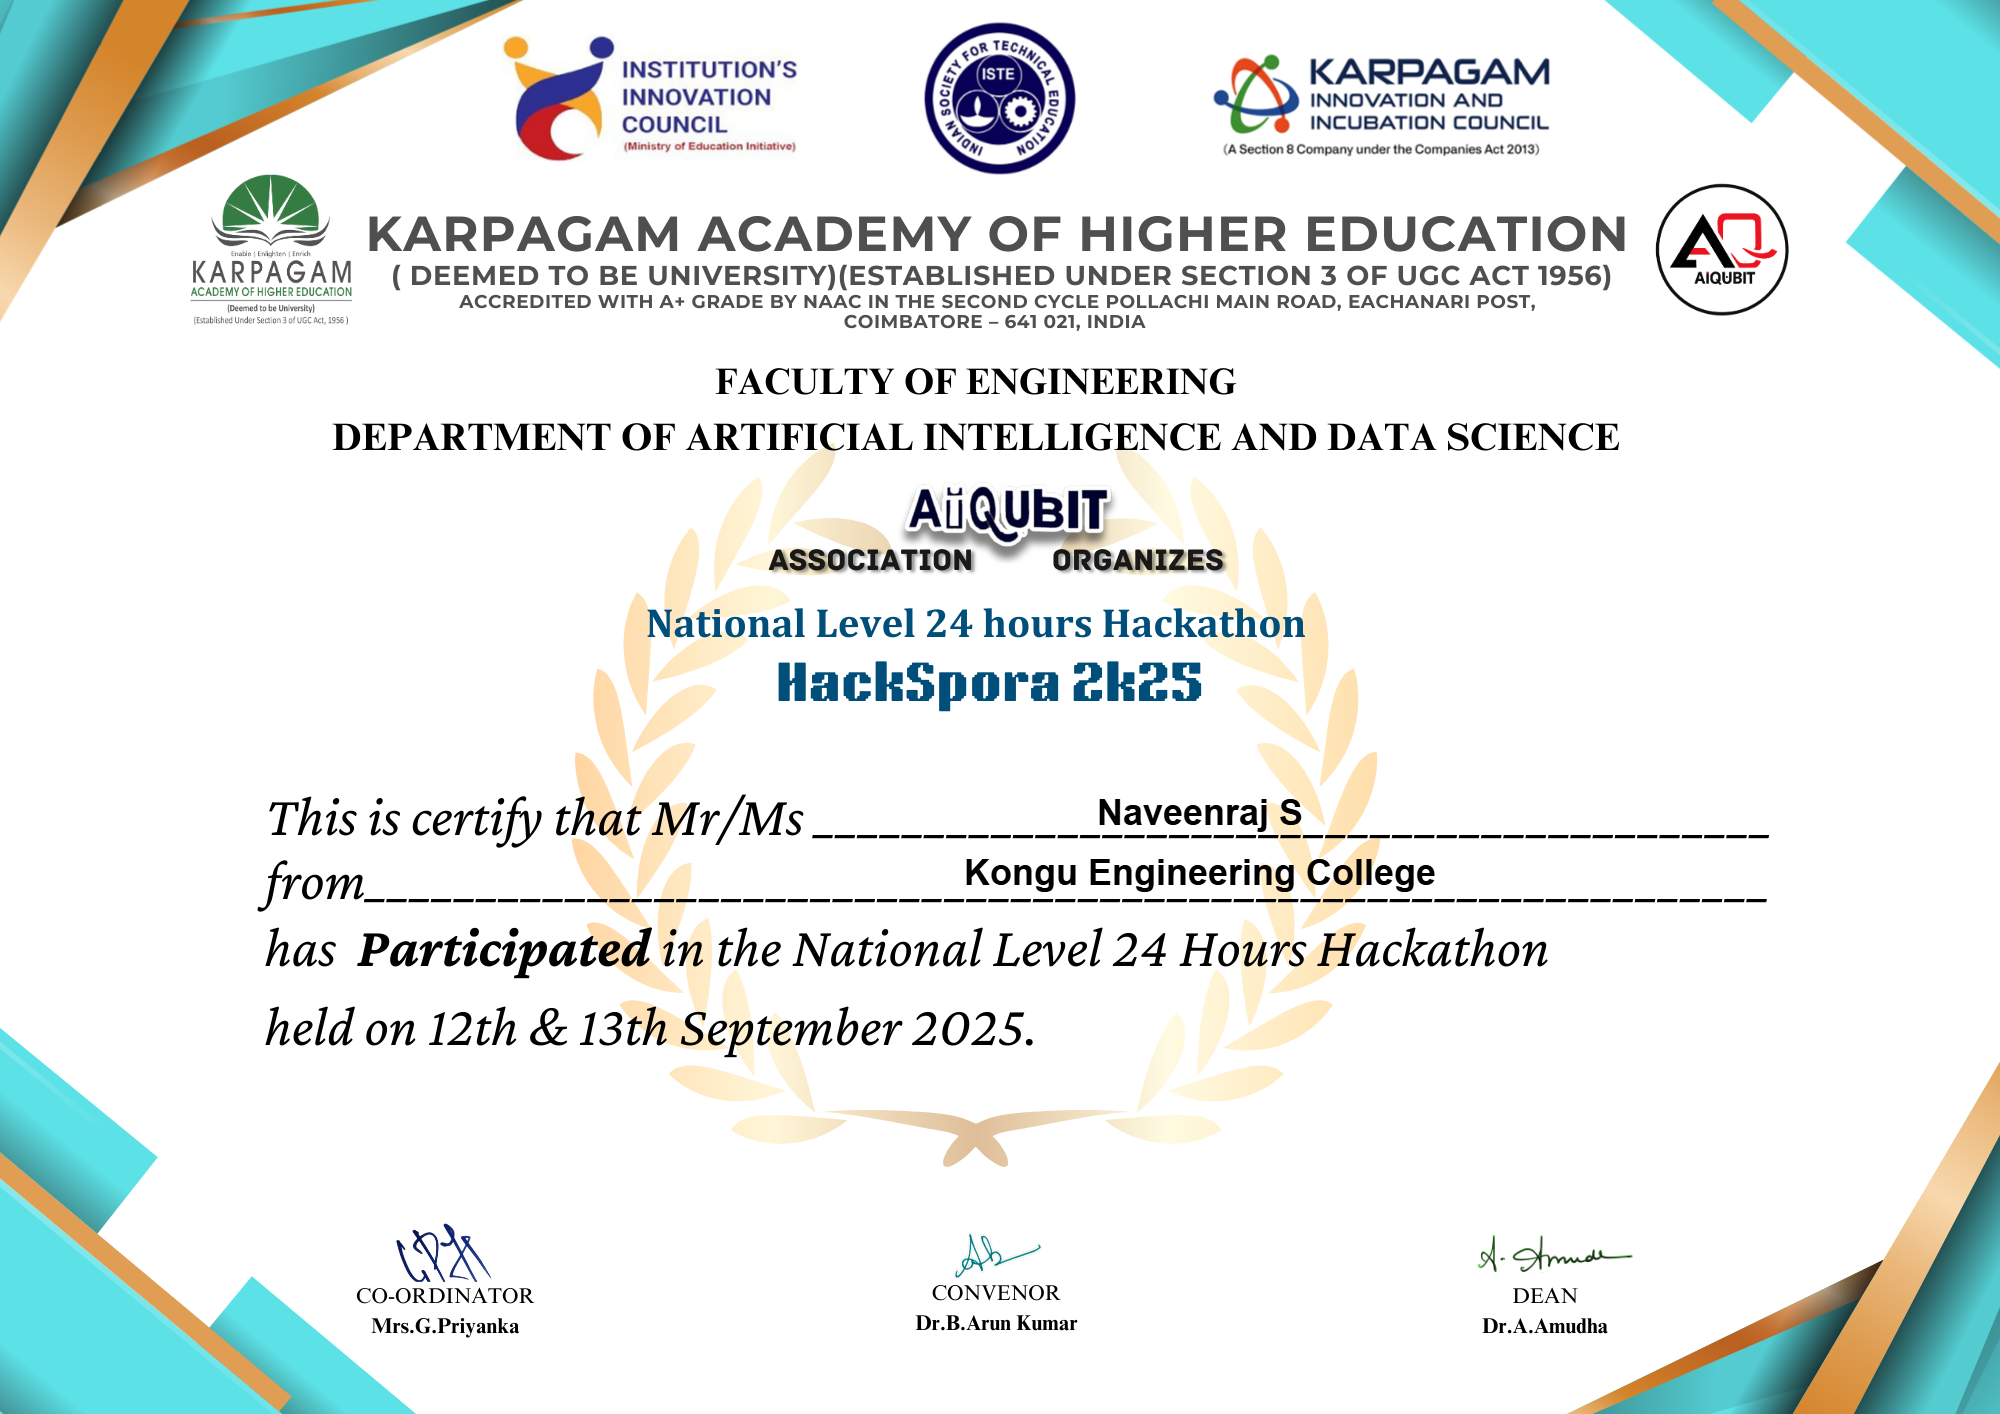 INSTITUTION'S
INNOVATION
COUNCIL
(Ministry of Education Initiative)
INDIAN SOCIETY FOR TECHNICAL EDUCATION
ISTE
KARPAGAM
INNOVATION AND
INCUBATION COUNCIL
(A Section 8 Company under the Companies Act 2013)
Enable | Enlighten | Enrich
KARPAGAM
ACADEMY OF HIGHER EDUCATION
(Deemed to be University)
(Established Under Section 3 of UGC Act, 1956 )
KARPAGAM ACADEMY OF HIGHER EDUCATION
( DEEMED TO BE UNIVERSITY)(ESTABLISHED UNDER SECTION 3 OF UGC ACT 1956)
ACCREDITED WITH A+ GRADE BY NAAC IN THE SECOND CYCLE POLLACHI MAIN ROAD, EACHANARI POST,
COIMBATORE – 641 021, INDIA
AQ
AIQUBIT
FACULTY OF ENGINEERING
DEPARTMENT OF ARTIFICIAL INTELLIGENCE AND DATA SCIENCE
AiQUbIT
ASSOCIATION ORGANIZES
National Level 24 hours Hackathon
HackSpora 2k25
This is certify that Mr/Ms Naveenraj S
from Kongu Engineering College
has Participated in the National Level 24 Hours Hackathon
held on 12th & 13th September 2025.
A. Amudha
CO-ORDINATOR
Mrs.G.Priyanka
CONVENOR
Dr.B.Arun Kumar
DEAN
Dr.A.Amudha